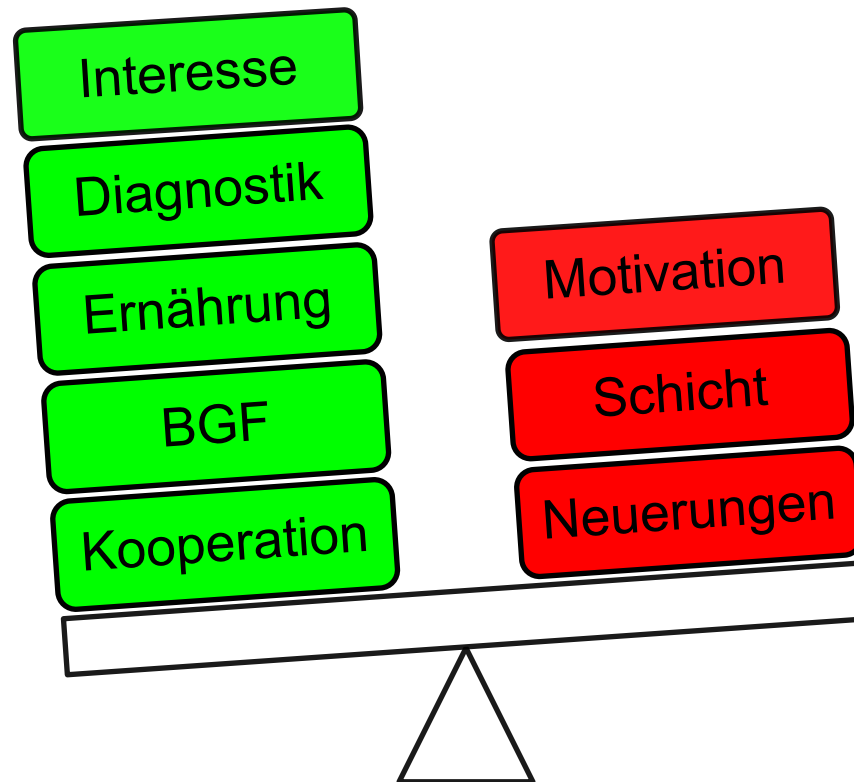 Interesse
Diagnostik
Ernährung
BGF
Kooperation
Motivation
Schicht
Neuerungen